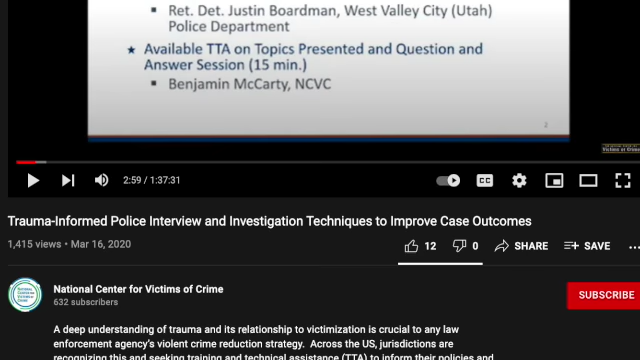 Ret. Det. Justin Boardman, West Valley City (Utah)
Police Department
★ Available TTA on Topics Presented and Question and
Answer Session (15 min.)
Benjamin McCarty, NCVC
2
Victims of Crime
2:59 / 1:37:31
CC
Trauma-Informed Police Interview and Investigation Techniques to Improve Case Outcomes
1,415 views • Mar 16, 2020
12
0
SHARE
SAVE
National Center for Victims of Crime
632 subscribers
SUBSCRIBE
A deep understanding of trauma and its relationship to victimization is crucial to any law
enforcement agency's violent crime reduction strategy. Across the US, jurisdictions are
recognizing this and seeking training and technical assistance (TTA) to inform their policies and